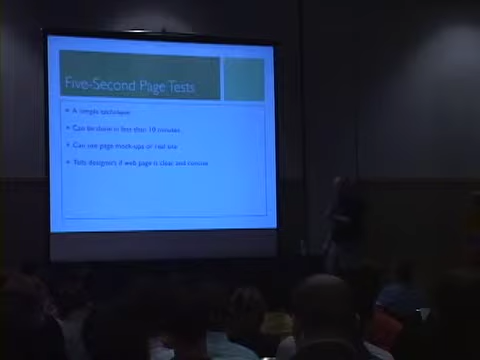 Five-Second Page Tests
A simple technique
Can be done in less than 10 minutes
Can use page mock-ups or real site
Tells designers if web page is clear and concise